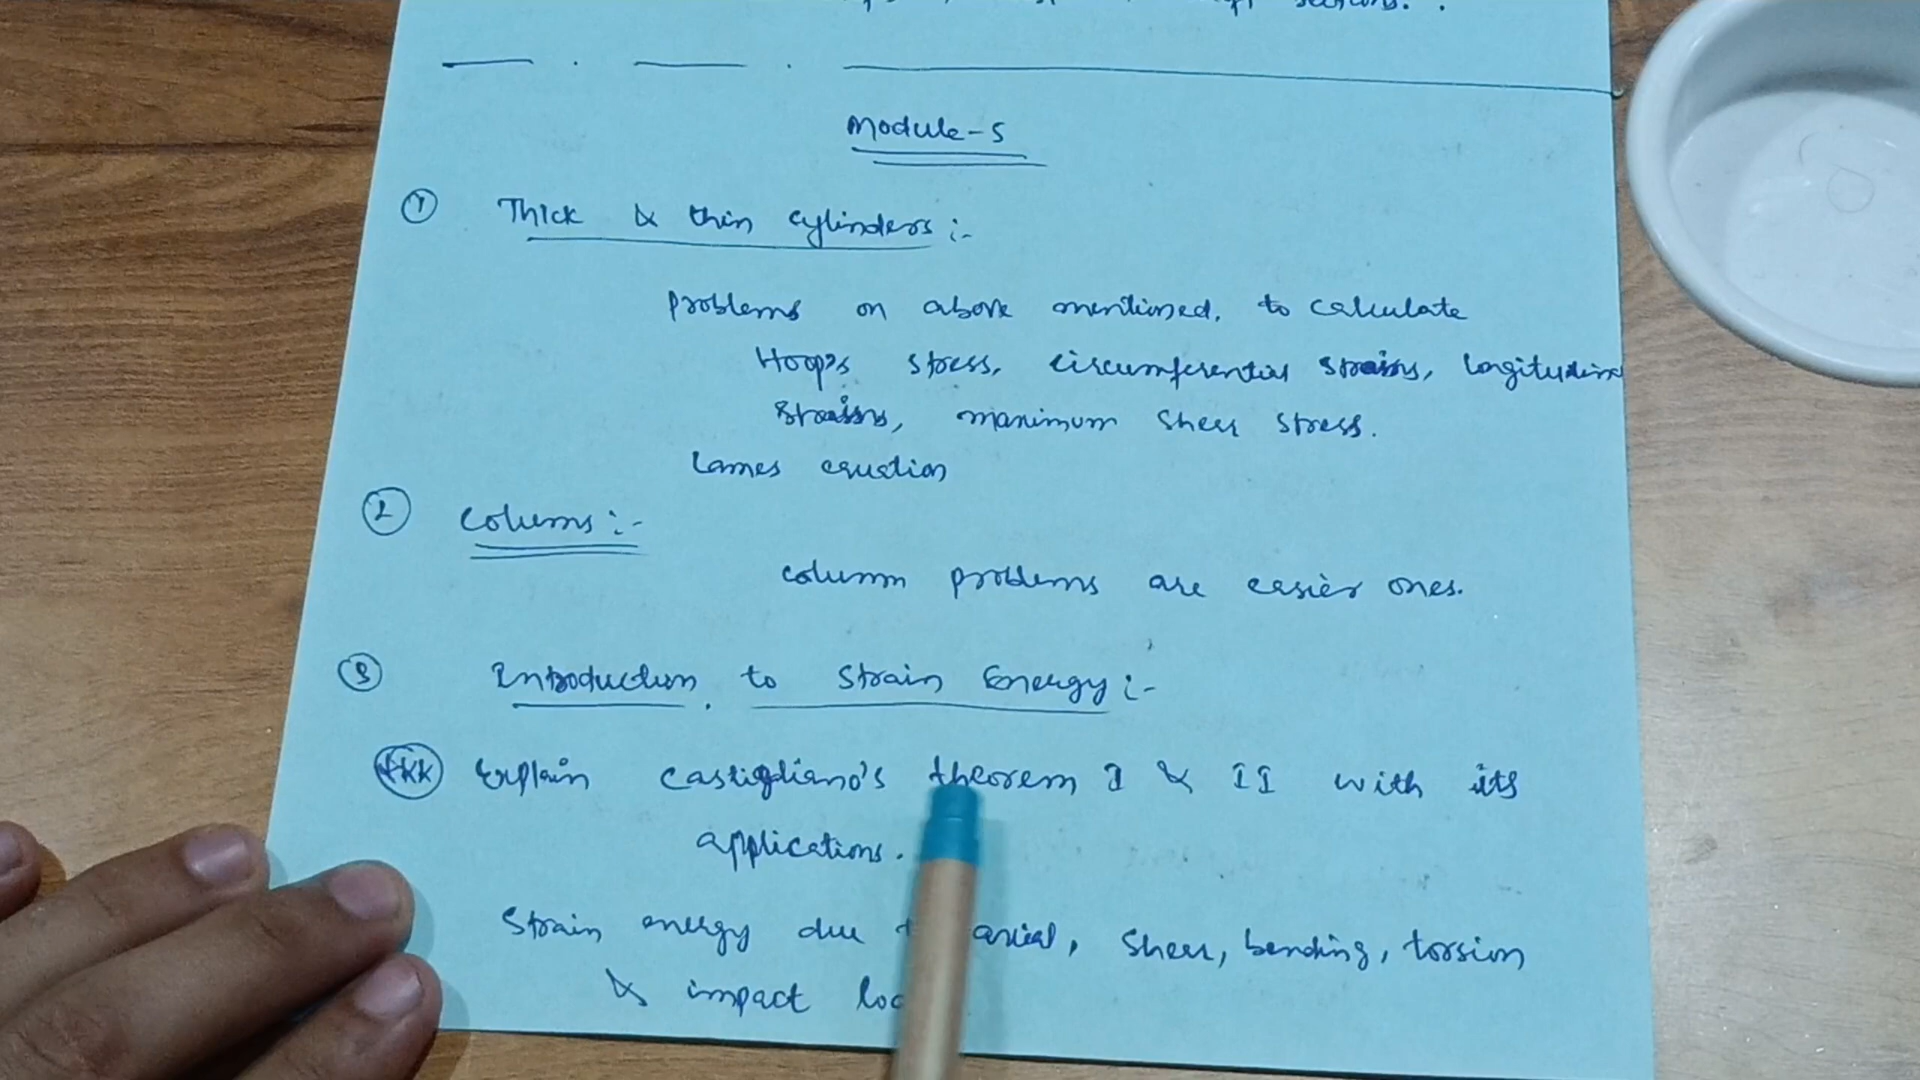 sections.
Module-5
1 Thick & thin cylinders :-
problems on above mentioned, to calculate
Hoop's stress, circumferential strains, longitudinal
strains, maximum shear stress.
Lames equation
2 Columns :-
column problems are easier ones.
3 Introduction to Strain Energy :-
Explain castigliano's theorem I & II with its
applications.
Strain energy due axial, shear, bending, torsion
& impact